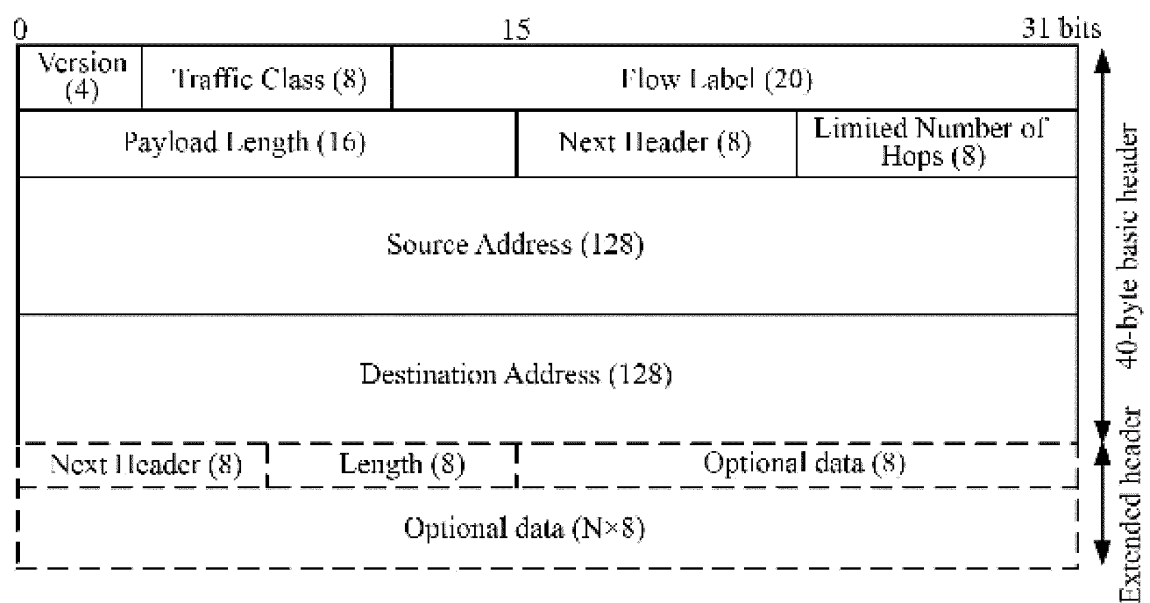 0 15 31 bits
Version
(4)
Traffic Class (8)
Flow Label (20)
Payload Length (16)
Next Header (8)
Limited Number of
Hops (8)
Source Address (128)
Destination Address (128)
40-byte basic header
Next Header (8)
Length (8)
Optional data (8)
Optional data (N×8)
Extended header